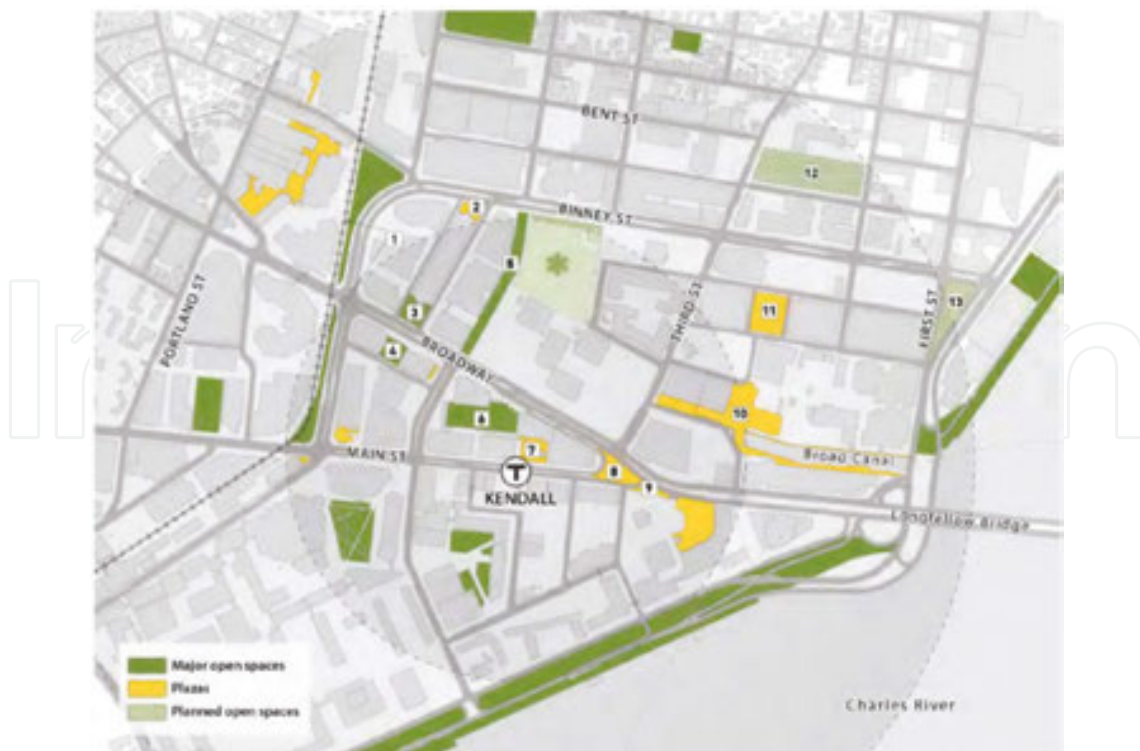 BENT ST
12
BINNEY ST
2
1
5
PORTLAND ST
THIRD ST
FIRST ST
13
11
3
4
BROADWAY
10
6
MAIN ST
7
8
9
Broad Canal
T
KENDALL
Longfellow Bridge
Major open spaces
Plazas
Planned open spaces
Charles River